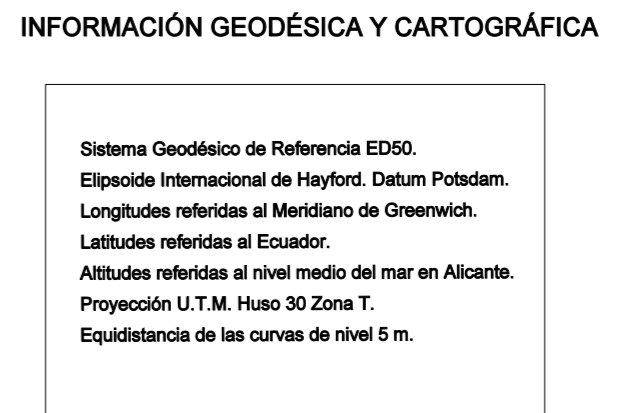 INFORMACIÓN GEODÉSICA Y CARTOGRÁFICA
Sistema Geodésico de Referencia ED50.
Elipsoide Internacional de Hayford. Datum Potsdam.
Longitudes referidas al Meridiano de Greenwich.
Latitudes referidas al Ecuador.
Altitudes referidas al nivel medio del mar en Alicante.
Proyección U.T.M. Huso 30 Zona T.
Equidistancia de las curvas de nivel 5 m.